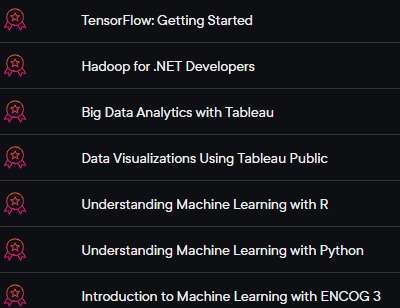 TensorFlow: Getting Started
Hadoop for .NET Developers
Big Data Analytics with Tableau
Data Visualizations Using Tableau Public
Understanding Machine Learning with R
Understanding Machine Learning with Python
Introduction to Machine Learning with ENCOG 3